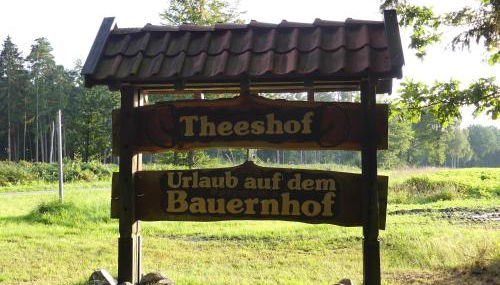 Theeshof
Urlaub auf dem
Bauernhof